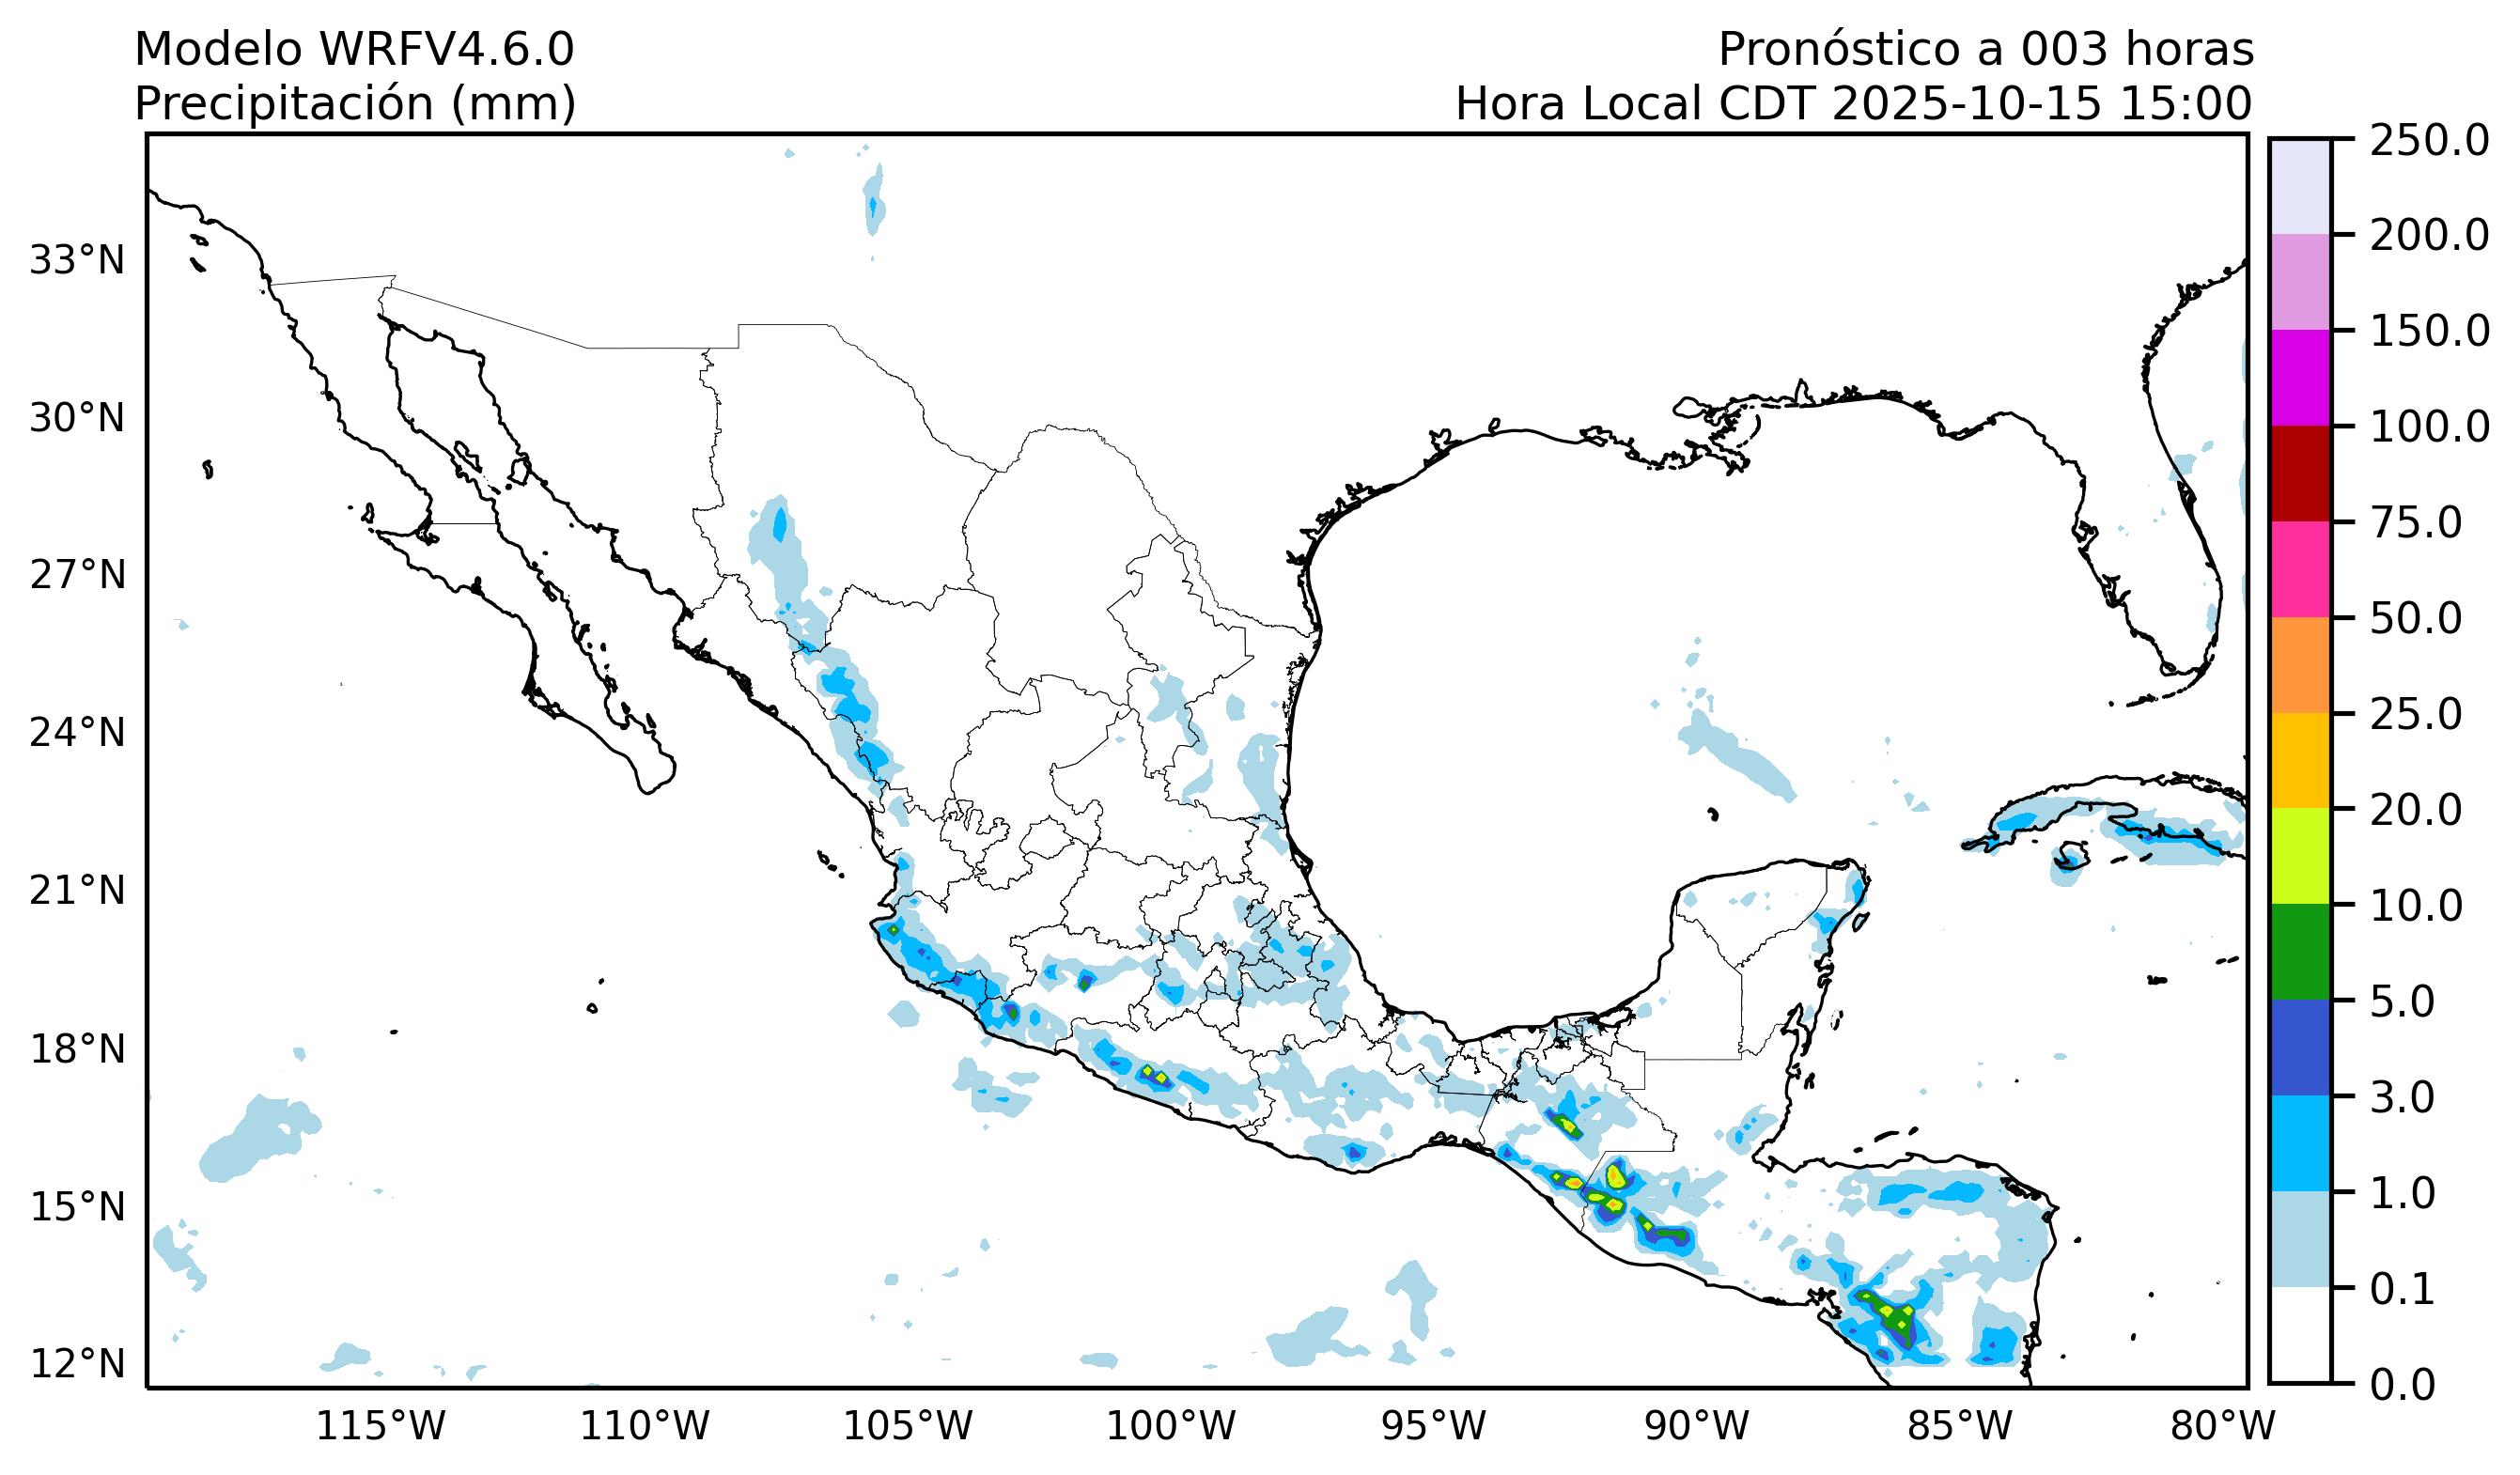 Modelo WRFV4.6.0
Precipitación (mm)
Pronóstico a 003 horas
Hora Local CDT 2025-10-15 15:00
33°N
30°N
27°N
24°N
21°N
18°N
15°N
12°N
115°W
110°W
105°W
100°W
95°W
90°W
85°W
80°W
250.0
200.0
150.0
100.0
75.0
50.0
25.0
20.0
10.0
5.0
3.0
1.0
0.1
0.0